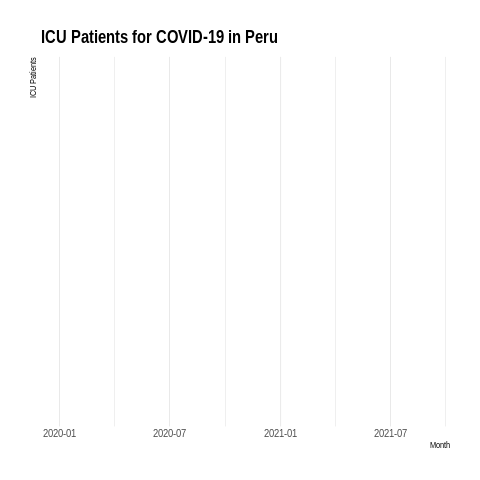 ICU Patients for COVID-19 in Peru
ICU Patients
2020-01
2020-07
2021-01
2021-07
Month